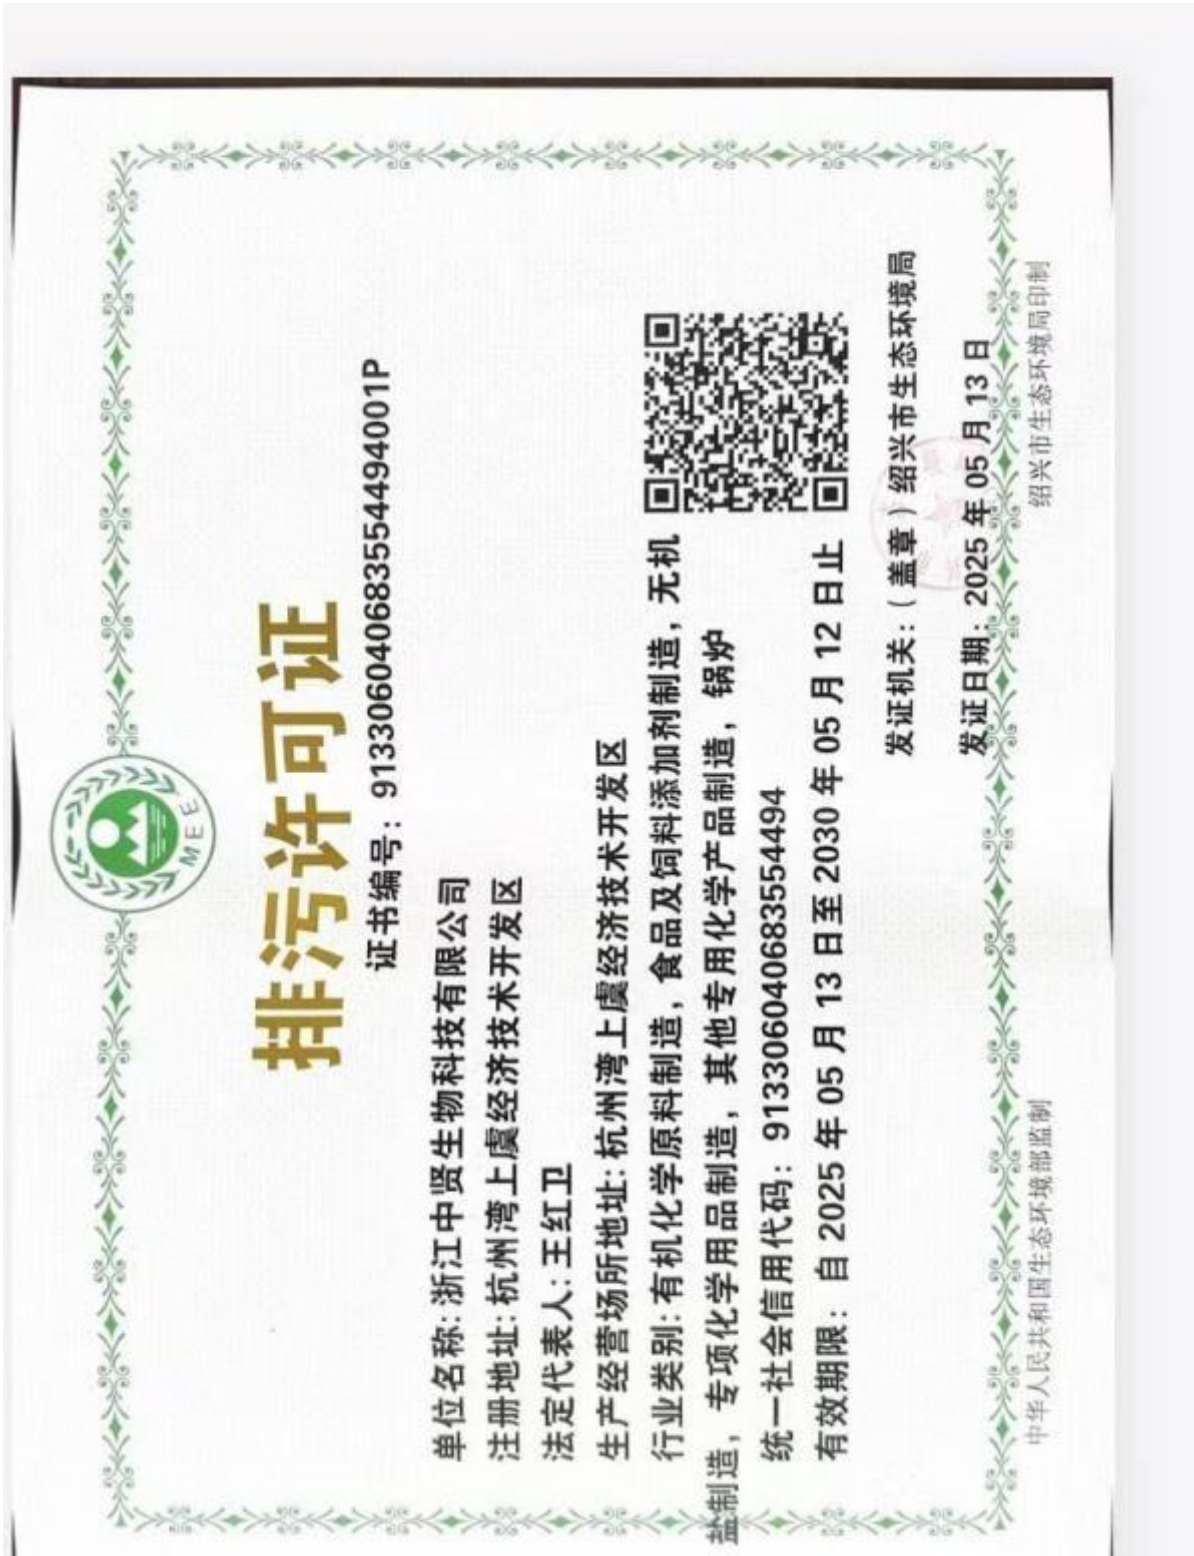 MEE
排污许可证
证书编号：913306040683554494001P
单位名称：浙江中贤生物科技有限公司
注册地址：杭州湾上虞经济技术开发区
法定代表人：王红卫
生产经营场所地址：杭州湾上虞经济技术开发区
行业类别：有机化学原料制造，食品及饲料添加剂制造，无机
盐制造，专项化学用品制造，其他专用化学产品制造，锅炉
统一社会信用代码：913306040683554494
有效期限：自 2025 年 05 月 13 日至 2030 年 05 月 12 日止
发证机关：（盖章）绍兴市生态环境局
发证日期：2025 年 05 月 13 日
中华人民共和国生态环境部监制
绍兴市生态环境局印制